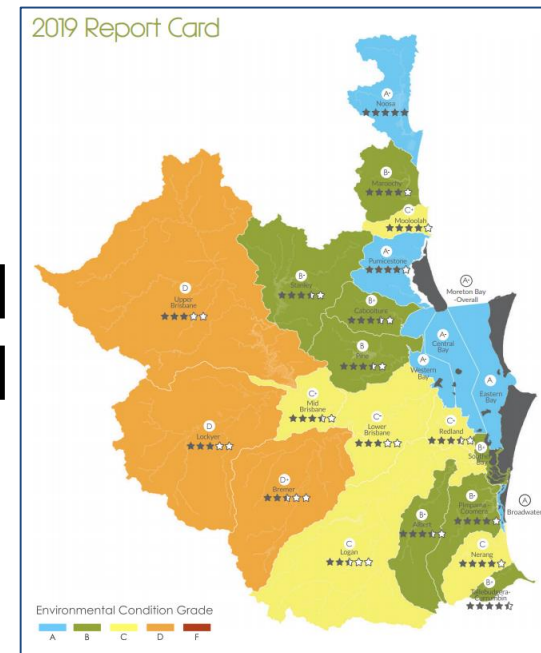 2019 Report Card
A-
Noosa
B-
Maroochy
C+
Mooloolah
A-
Pumicestone
A-
Moreton Bay
-Overall
B-
Stanley
D
Upper
Brisbane
B-
Caboolture
B
Pine
A-
Central
Bay
A-
Western
Bay
A
Eastern
Bay
C-
Mid
Brisbane
C-
Lower
Brisbane
C-
Redland
B-
Southern
Bay
D
Lockyer
D+
Bremer
B-
Albert
B-
Pimpama
Coomera
A
Broadwater
C
Logan
C
Nerang
B-
Tallebudgera-
Currumbin
Environmental Condition Grade
A B C D F